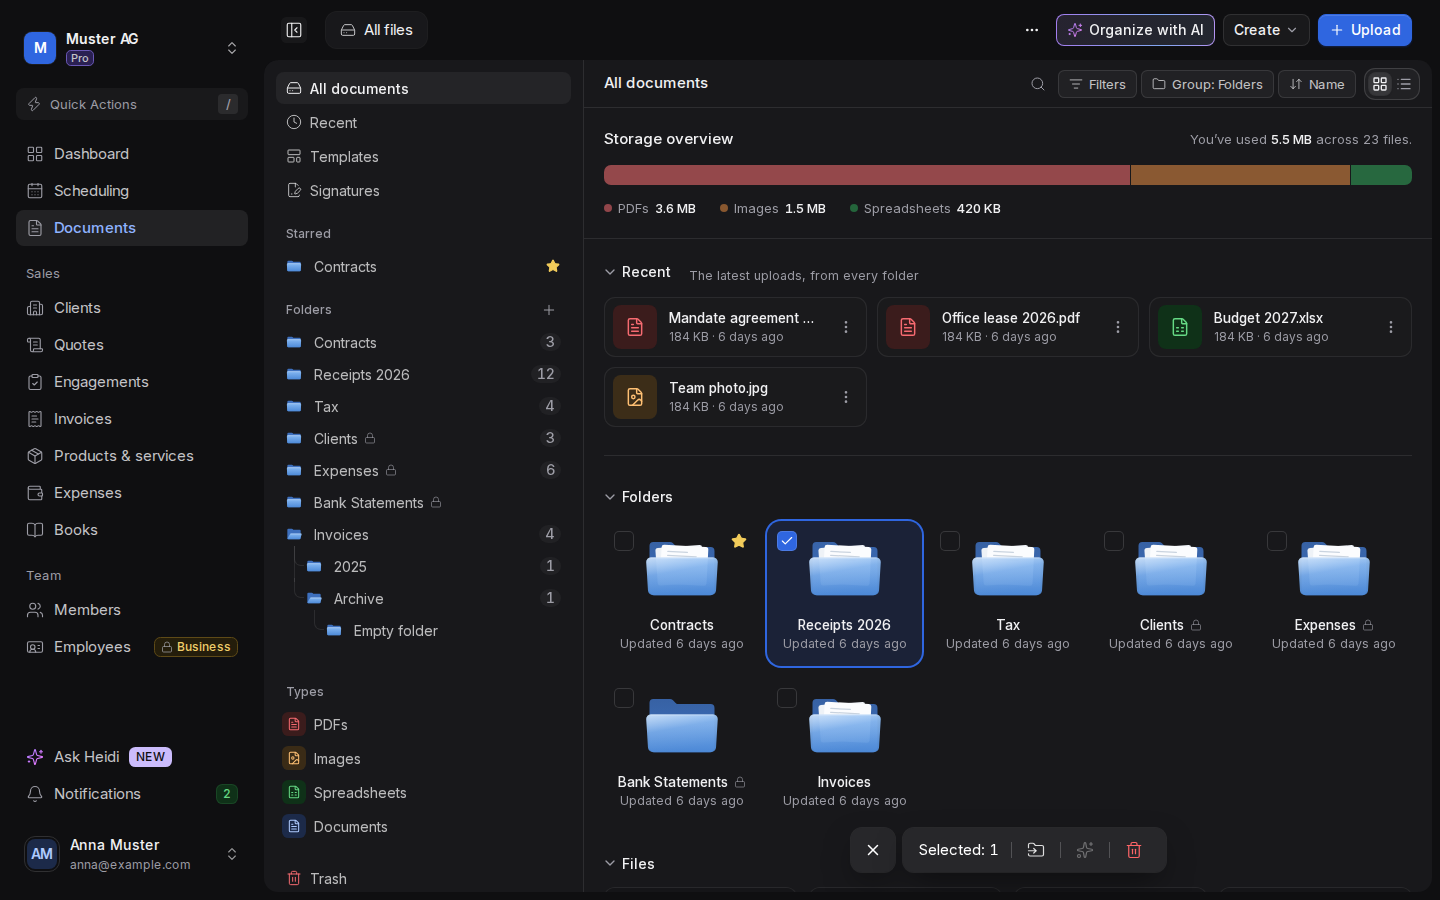 Muster AG
Pro
Quick Actions /
Dashboard
Scheduling
Documents
Sales
Clients
Quotes
Engagements
Invoices
Products & services
Expenses
Books
Team
Members
Employees Business
Ask Heidi NEW
Notifications 2
AM Anna Muster
anna@example.com
M
All files
Organize with AI
Create
Upload
All documents
Recent
Templates
Signatures
Starred
Contracts
Folders
Contracts 3
Receipts 2026 12
Tax 4
Clients 3
Expenses 6
Bank Statements
Invoices 4
2025 1
Archive 1
Empty folder
Types
PDFs
Images
Spreadsheets
Documents
Trash
All documents
Filters
Group: Folders
Name
Storage overview
You've used 5.5 MB across 23 files.
PDFs 3.6 MB Images 1.5 MB Spreadsheets 420 KB
Recent The latest uploads, from every folder
Mandate agreement ...
184 KB · 6 days ago
Office lease 2026.pdf
184 KB · 6 days ago
Budget 2027.xlsx
184 KB · 6 days ago
Team photo.jpg
184 KB · 6 days ago
Folders
Contracts
Updated 6 days ago
Receipts 2026
Updated 6 days ago
Tax
Updated 6 days ago
Clients
Updated 6 days ago
Expenses
Updated 6 days ago
Bank Statements
Updated 6 days ago
Invoices
Updated 6 days ago
Files
Selected: 1